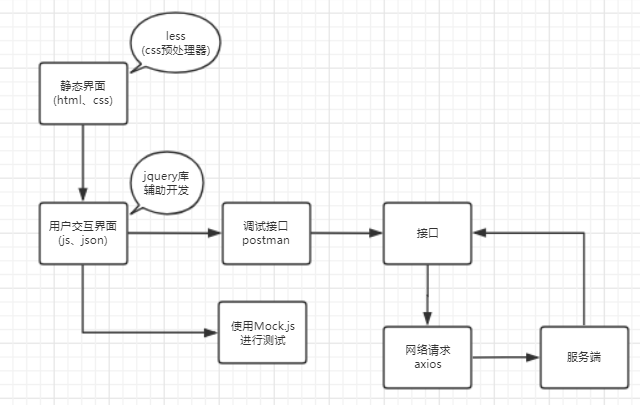 less
(css预处理器)
静态界面
(html、css)
jquery库
辅助开发
用户交互界面
(js、json)
调试接口
postman
接口
使用Mock.js
进行测试
网络请求
axios
服务端